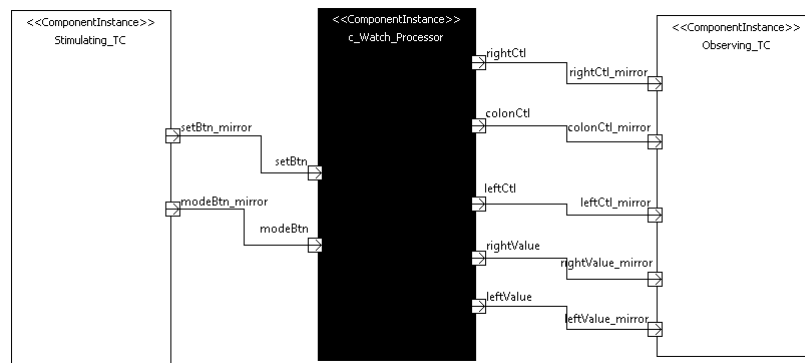 <<ComponentInstance>>
Stimulating_TC
<<ComponentInstance>>
c_Watch_Processor
<<ComponentInstance>>
Observing_TC
rightCtl
rightCtl_mirror
colonCtl
colonCtl_mirror
setBtn_mirror
setBtn
leftCtl
leftCtl_mirror
modeBtn_mirror
modeBtn
rightValue
rightValue_mirror
leftValue
leftValue_mirror